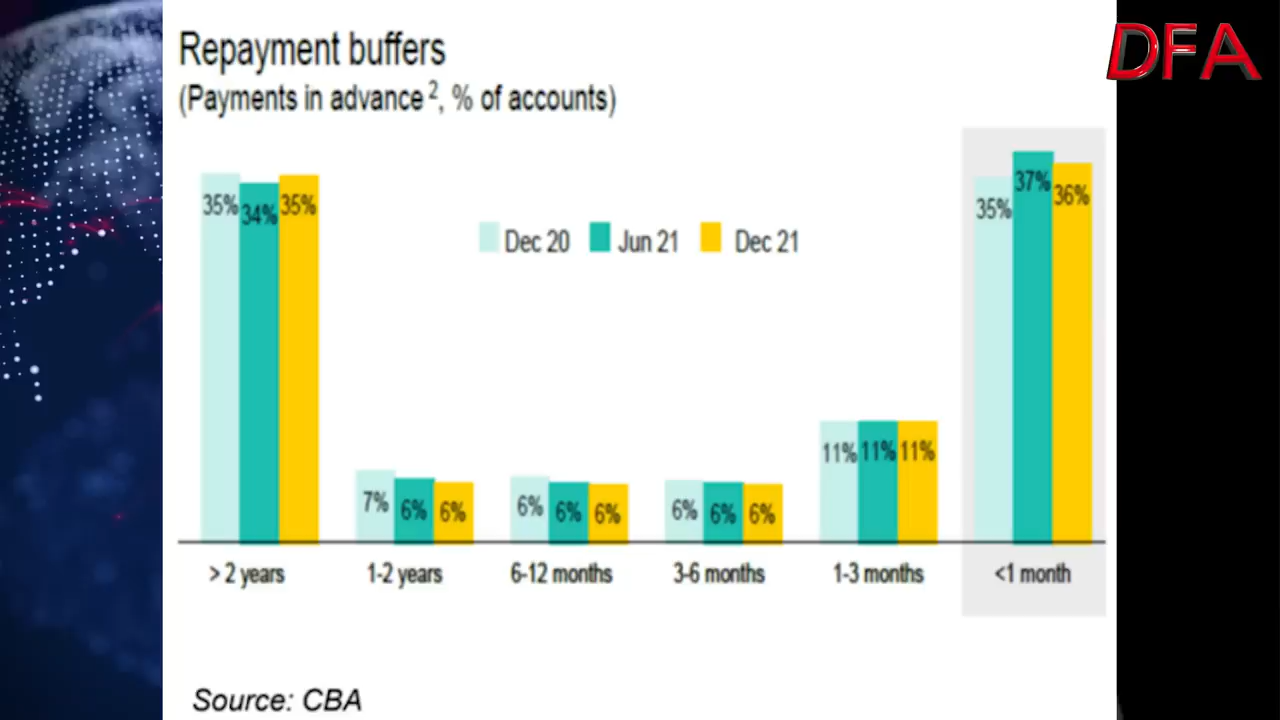 Repayment buffers
DFA
(Payments in advance 2, % of accounts)
35% 34% 35%
7% 6% 6%
6% 6% 6%
6% 6% 6%
11% 11% 11%
35% 37% 36%
Dec 20 Jun 21 Dec 21
> 2 years 1-2 years 6-12 months 3-6 months 1-3 months <1 month
Source: CBA